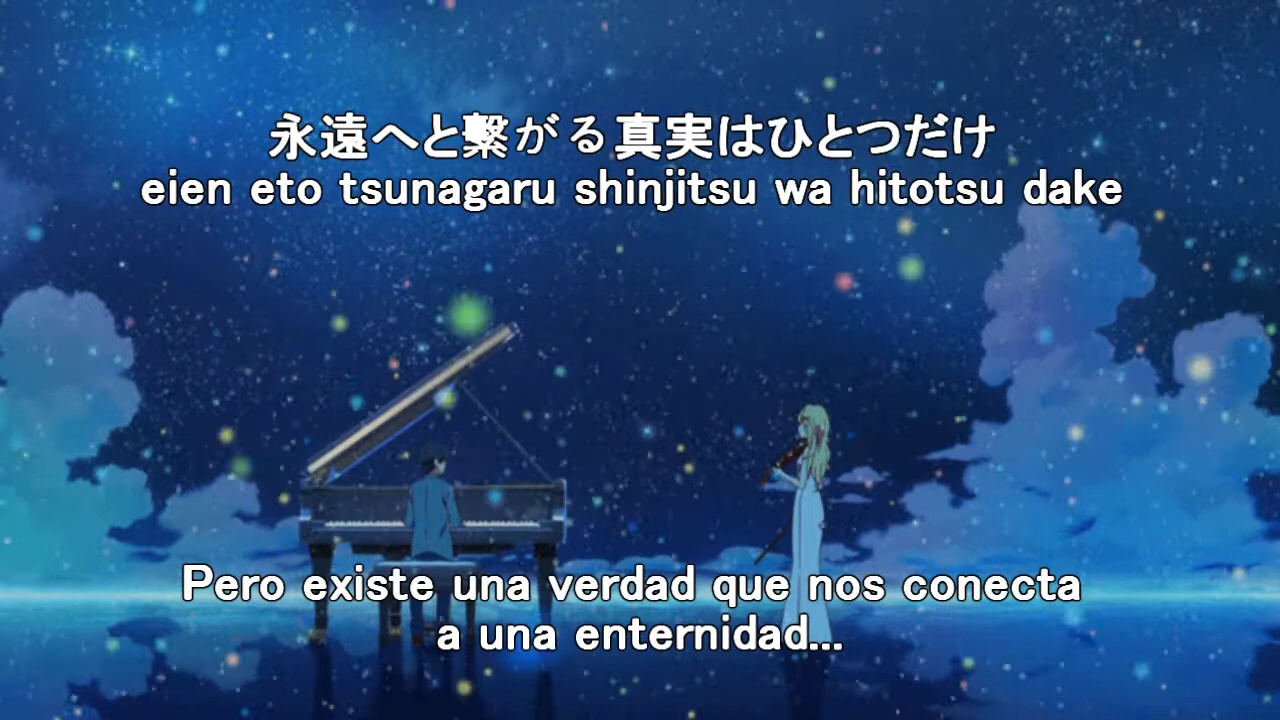 永遠へと繋がる真実はひとつだけ
eien eto tsunagaru shinjitsu wa hitotsu dake
Pero existe una verdad que nos conecta
a una enternidad...